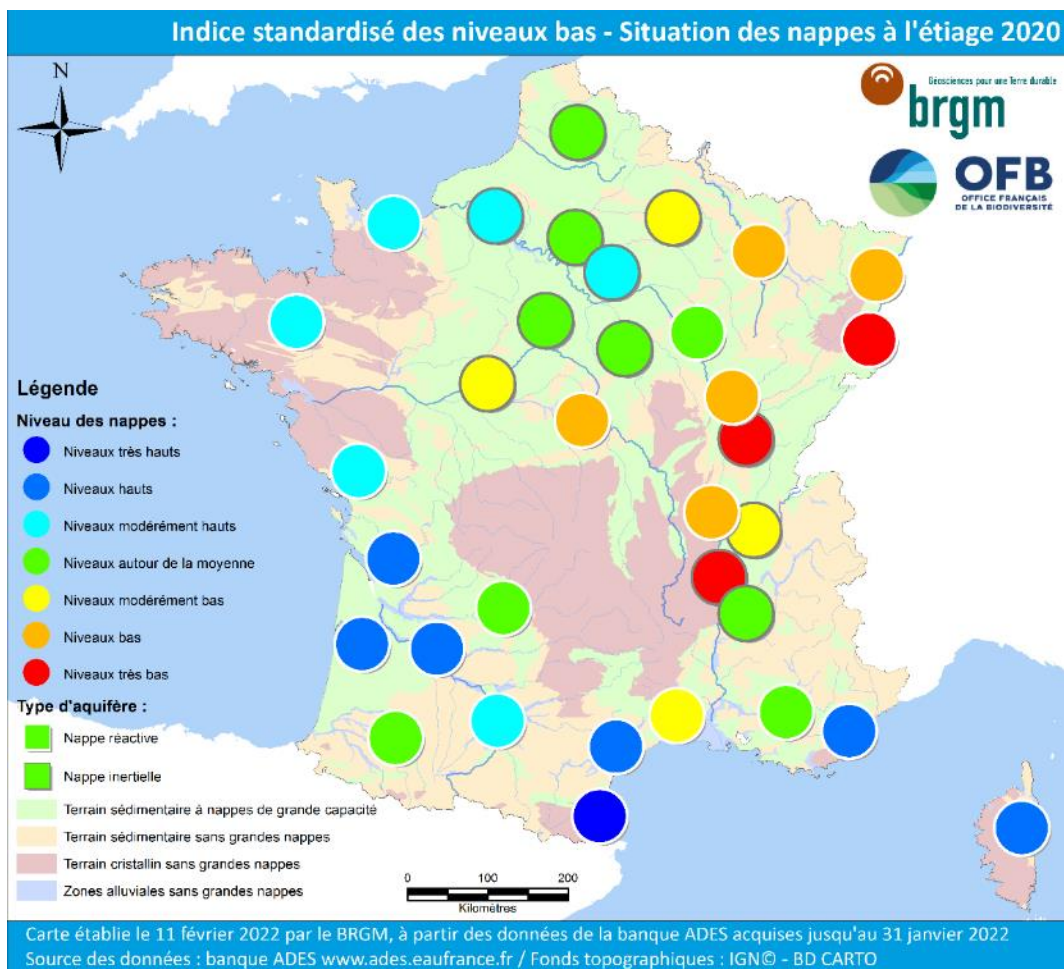 Indice standardisé des niveaux bas - Situation des nappes à l'étiage 2020
N
Géosciences pour une Terre durable
brgm
OFB
OFFICE FRANÇAIS
DE LA BIODIVERSITÉ
Légende
Niveau des nappes :
Niveaux très hauts
Niveaux hauts
Niveaux modérément hauts
Niveaux autour de la moyenne
Niveaux modérément bas
Niveaux bas
Niveaux très bas
Type d'aquifère :
Nappe réactive
Nappe inertielle
Terrain sédimentaire à nappes de grande capacité
Terrain sédimentaire sans grandes nappes
Terrain cristallin sans grandes nappes
Zones alluviales sans grandes nappes
0 100 200
Kilomètres
Carte établie le 11 février 2022 par le BRGM, à partir des données de la banque ADES acquises jusqu'au 31 janvier 2022
Source des données : banque ADES www.ades.eaufrance.fr / Fonds topographiques : IGN© - BD CARTO